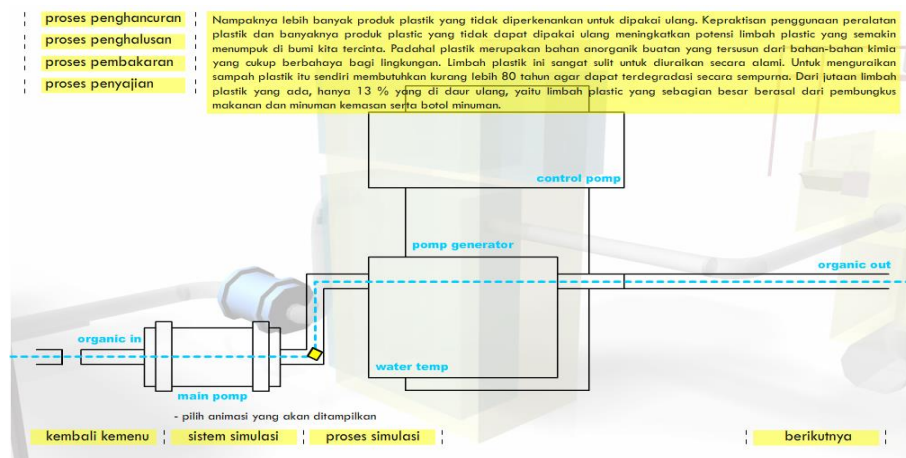 proses penghancuran
proses penghalusan
proses pembakaran
proses penyajian
Nampaknya lebih banyak produk plastik yang tidak diperkenankan untuk dipakai ulang. Kepraktisan penggunaan peralatan
plastik dan banyaknya produk plastic yang tidak dapat dipakai ulang meningkatkan potensi limbah plastic yang semakin
menumpuk di bumi kita tercinta. Padahal plastik merupakan bahan anorganik buatan yang tersusun dari bahan-bahan kimia
yang cukup berbahaya bagi lingkungan. Limbah plastik ini sangat sulit untuk diuraikan secara alami. Untuk menguraikan
sampah plastik itu sendiri membutuhkan kurang lebih 80 tahun agar dapat terdegradasi secara sempurna. Dari jutaan limbah
plastik yang ada, hanya 13 % yang di daur ulang, yaitu limbah plastic yang sebagian besar berasal dari pembungkus
makanan dan minuman kemasan serta botol minuman.
control pomp
pomp generator
organic out
organic in
water temp
main pomp
- pilih animasi yang akan ditampilkan
kembali kemenu
sistem simulasi
proses simulasi
berikutnya